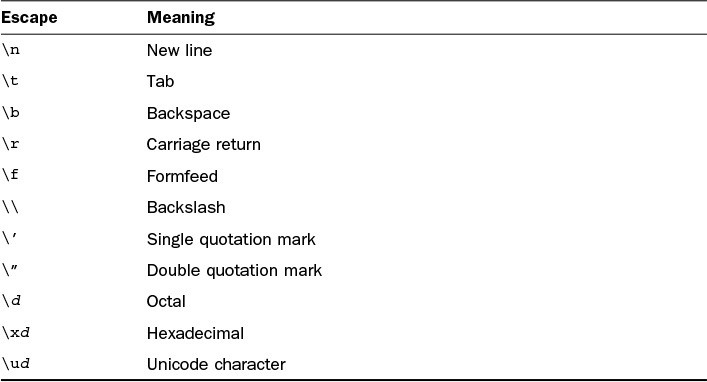 Escape Meaning
\n New line
\t Tab
\b Backspace
\r Carriage return
\f Formfeed
\\ Backslash
\’ Single quotation mark
\” Double quotation mark
\d Octal
\xd Hexadecimal
\ud Unicode character